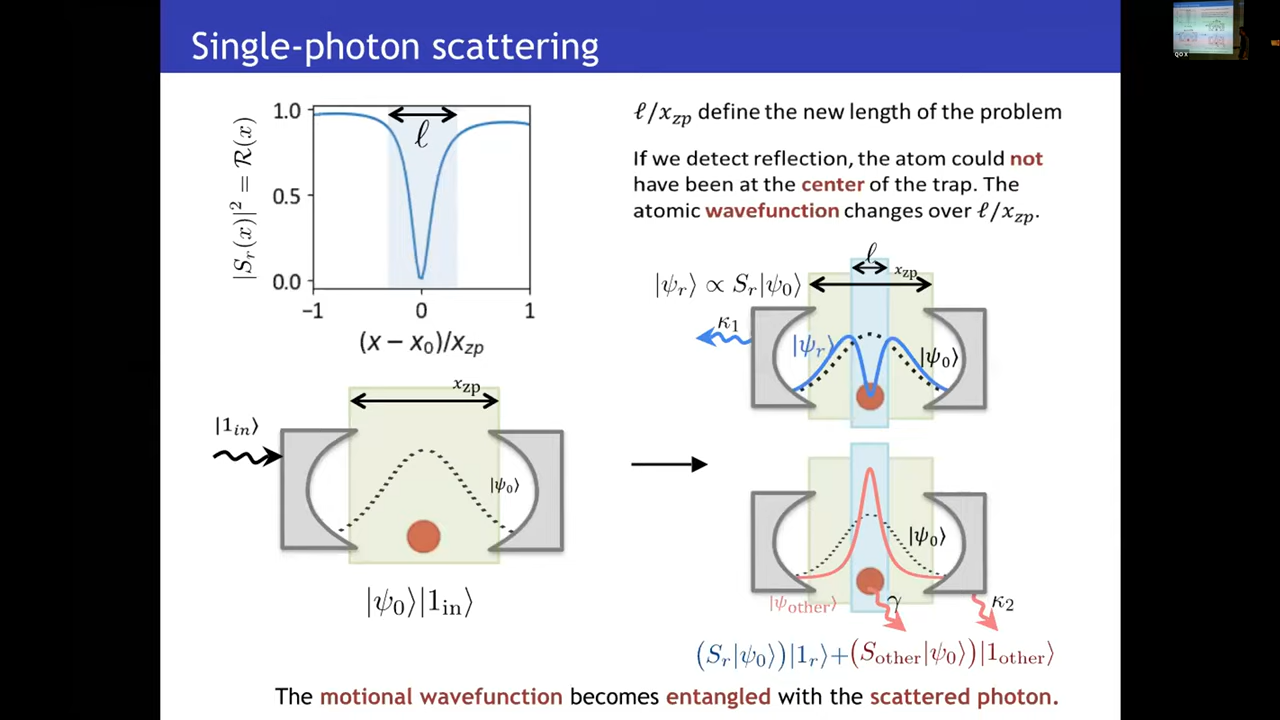 Single-photon scattering
|S_r(x)|² = R(x)
1.0
0.5
0.0
ℓ
−1
0
1
(x − x₀)/x_zp
ℓ/x_zp define the new length of the problem
If we detect reflection, the atom could not
have been at the center of the trap. The
atomic wavefunction changes over ℓ/x_zp.
|ψ_r⟩ ∝ S_r|ψ₀⟩
ℓ
x_zp
κ₁
|ψ_r⟩
|ψ₀⟩
x_zp
|1_in⟩
|ψ₀⟩
|ψ₀⟩|1_in⟩
|ψ₀⟩
|ψ_other⟩
γ
κ₂
(S_r|ψ₀⟩)|1_r⟩+(S_other|ψ₀⟩)|1_other⟩
The motional wavefunction becomes entangled with the scattered photon.